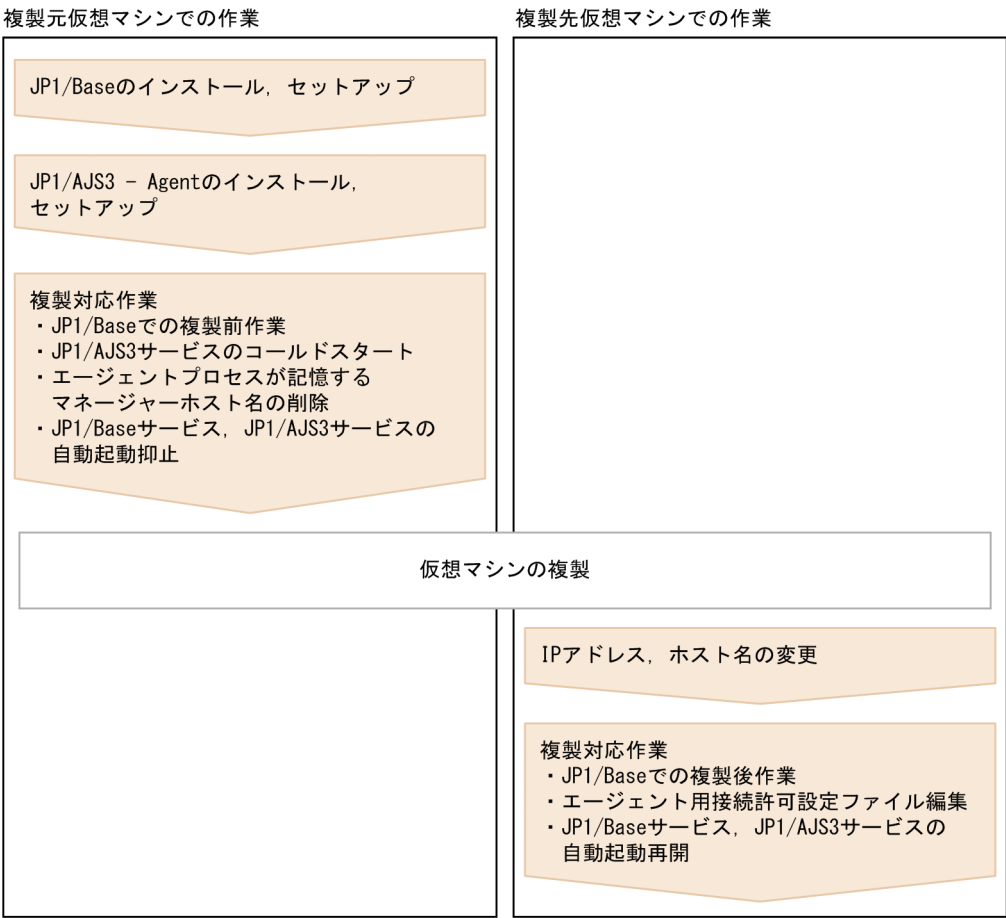 複製元仮想マシンでの作業
複製先仮想マシンでの作業
JP1/Baseのインストール，セットアップ
JP1/AJS3 − Agentのインストール，
セットアップ
複製対応作業
・JP1/Baseでの複製前作業
・JP1/AJS3サービスのコールドスタート
・エージェントプロセスが記憶する
マネージャーホスト名の削除
・JP1/Baseサービス，JP1/AJS3サービスの
自動起動抑止
仮想マシンの複製
IPアドレス，ホスト名の変更
複製対応作業
・JP1/Baseでの複製後作業
・エージェント用接続許可設定ファイル編集
・JP1/Baseサービス，JP1/AJS3サービスの
自動起動再開